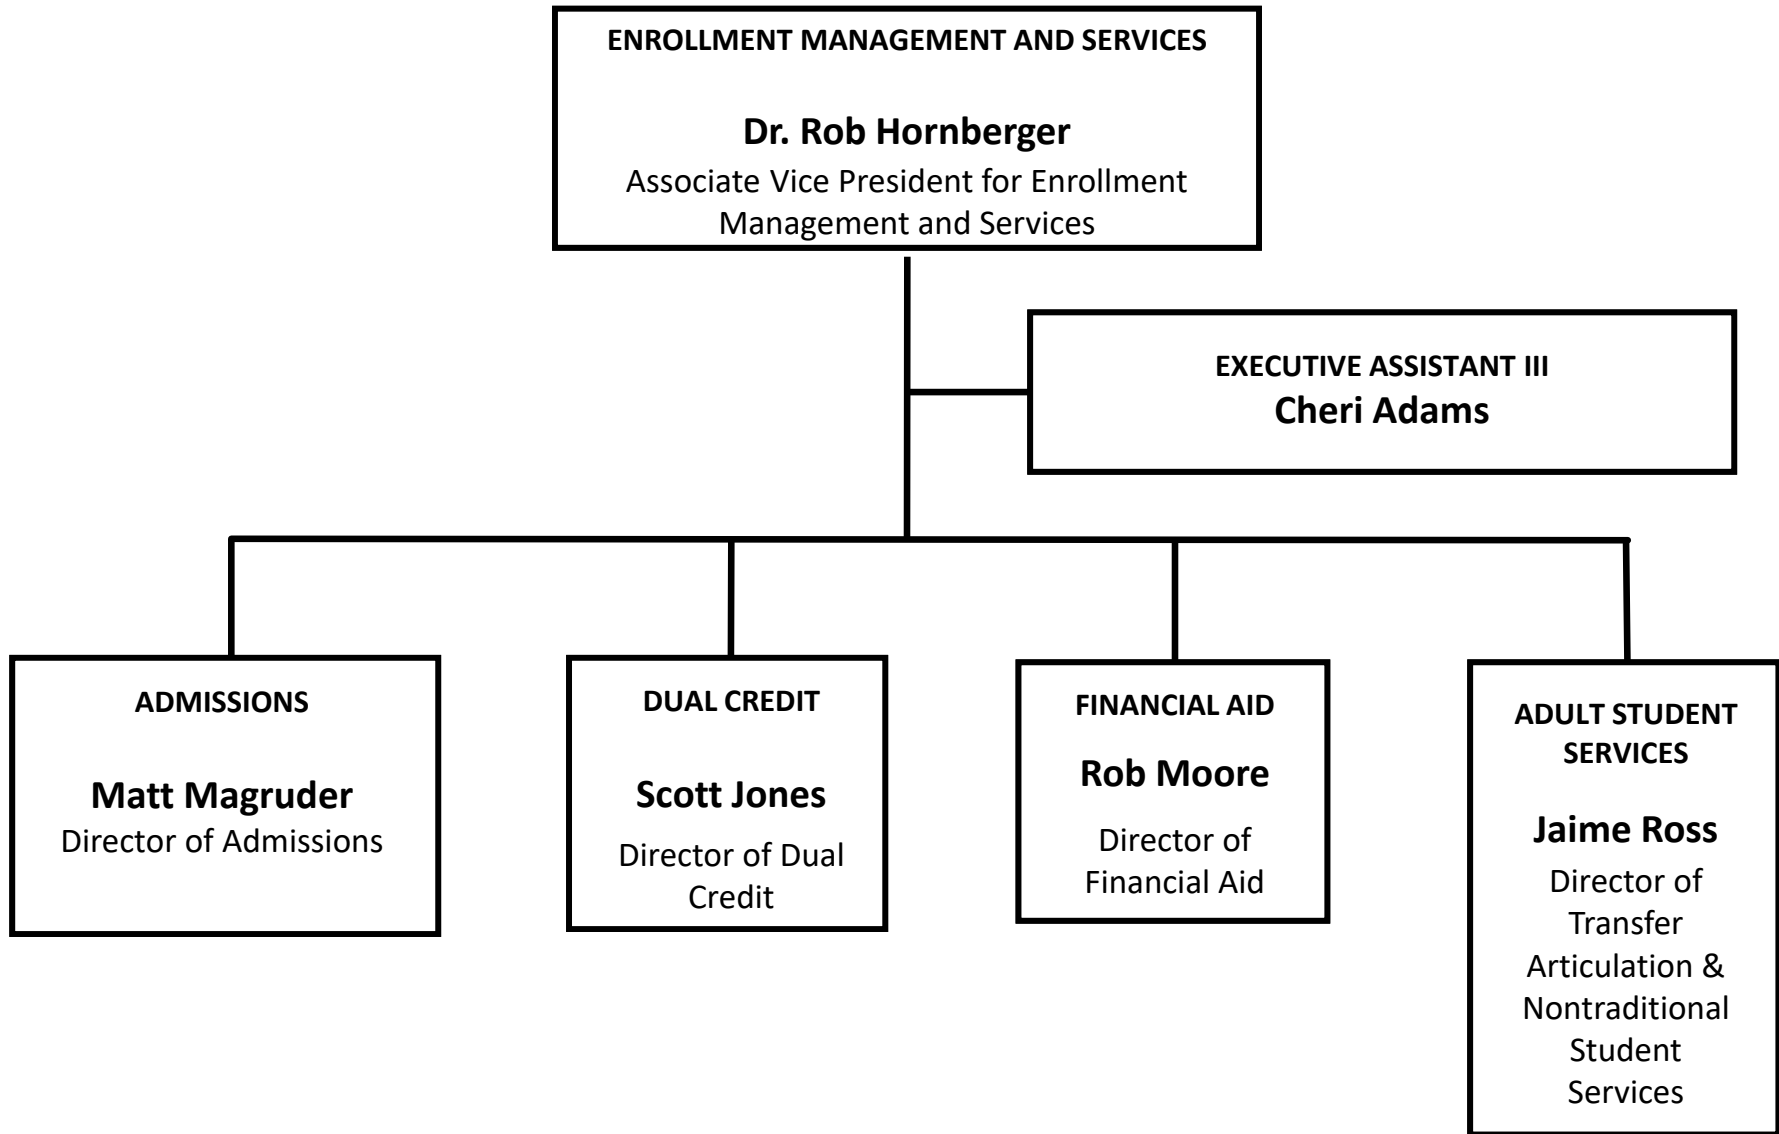 ENROLLMENT MANAGEMENT AND SERVICES
Dr. Rob Hornberger
Associate Vice President for Enrollment
Management and Services
EXECUTIVE ASSISTANT III
Cheri Adams
ADMISSIONS
Matt Magruder
Director of Admissions
DUAL CREDIT
Scott Jones
Director of Dual
Credit
FINANCIAL AID
Rob Moore
Director of
Financial Aid
ADULT STUDENT
SERVICES
Jaime Ross
Director of
Transfer
Articulation &
Nontraditional
Student
Services